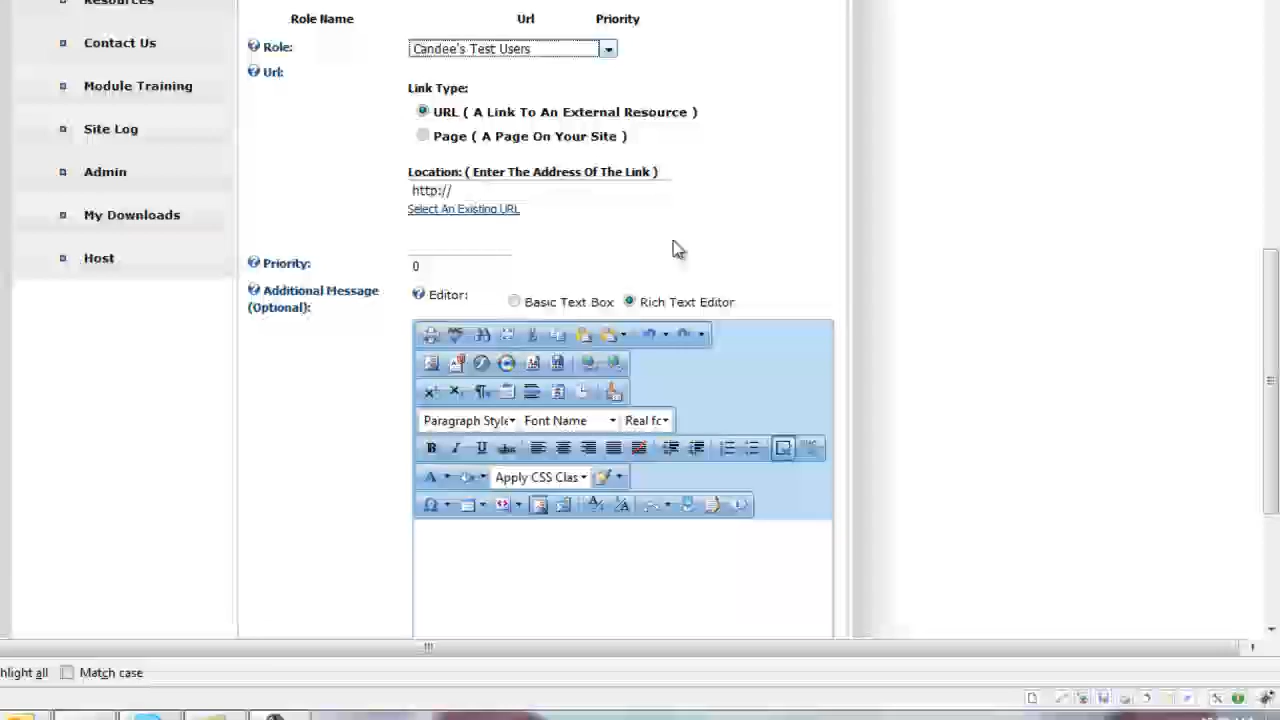 Resources
Contact Us
Module Training
Site Log
Admin
My Downloads
Host
Role Name Url Priority
Role: Candee's Test Users
Url:
Link Type:
URL ( A Link To An External Resource )
Page ( A Page On Your Site )
Location: ( Enter The Address Of The Link )
http://
Select An Existing URL
Priority: 0
Additional Message
(Optional):
Editor: Basic Text Box Rich Text Editor
Paragraph Style Font Name Real fo
B I U abc
A Apply CSS Clas
hlight all Match case